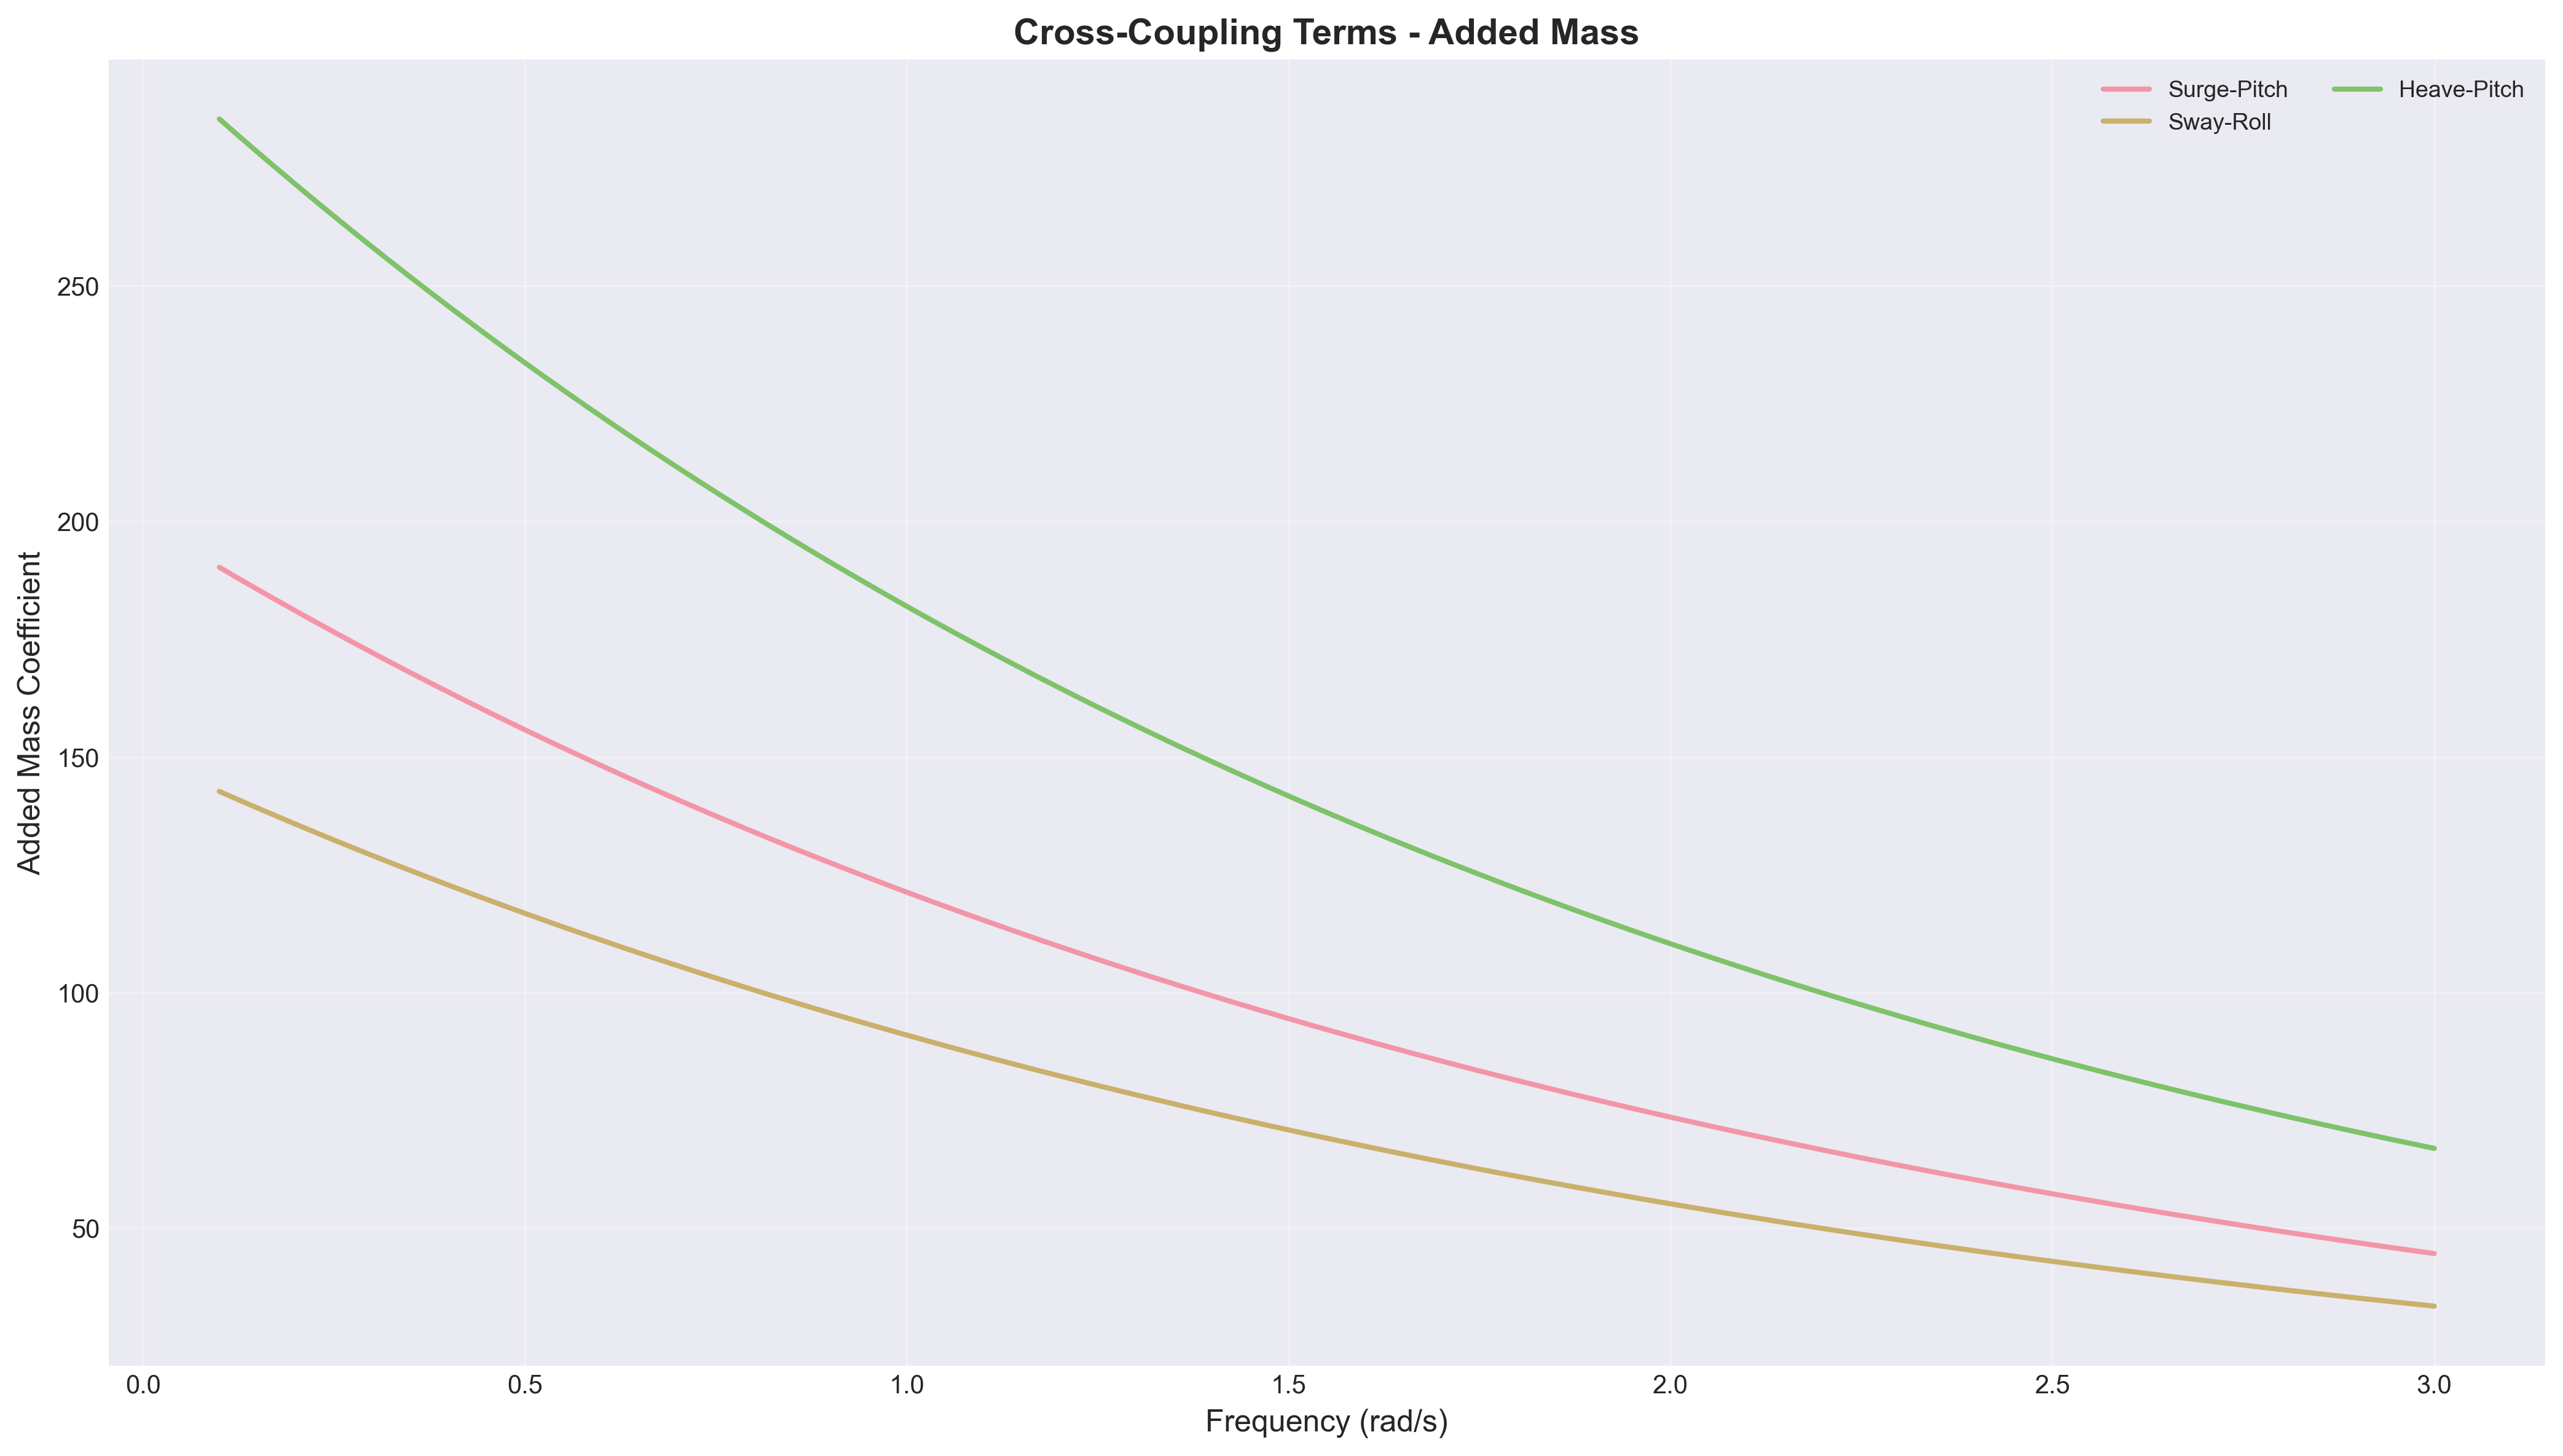 Cross-Coupling Terms - Added Mass
Surge-Pitch
Sway-Roll
Heave-Pitch
Added Mass Coefficient
250
200
150
100
50
0.0 0.5 1.0 1.5 2.0 2.5 3.0
Frequency (rad/s)